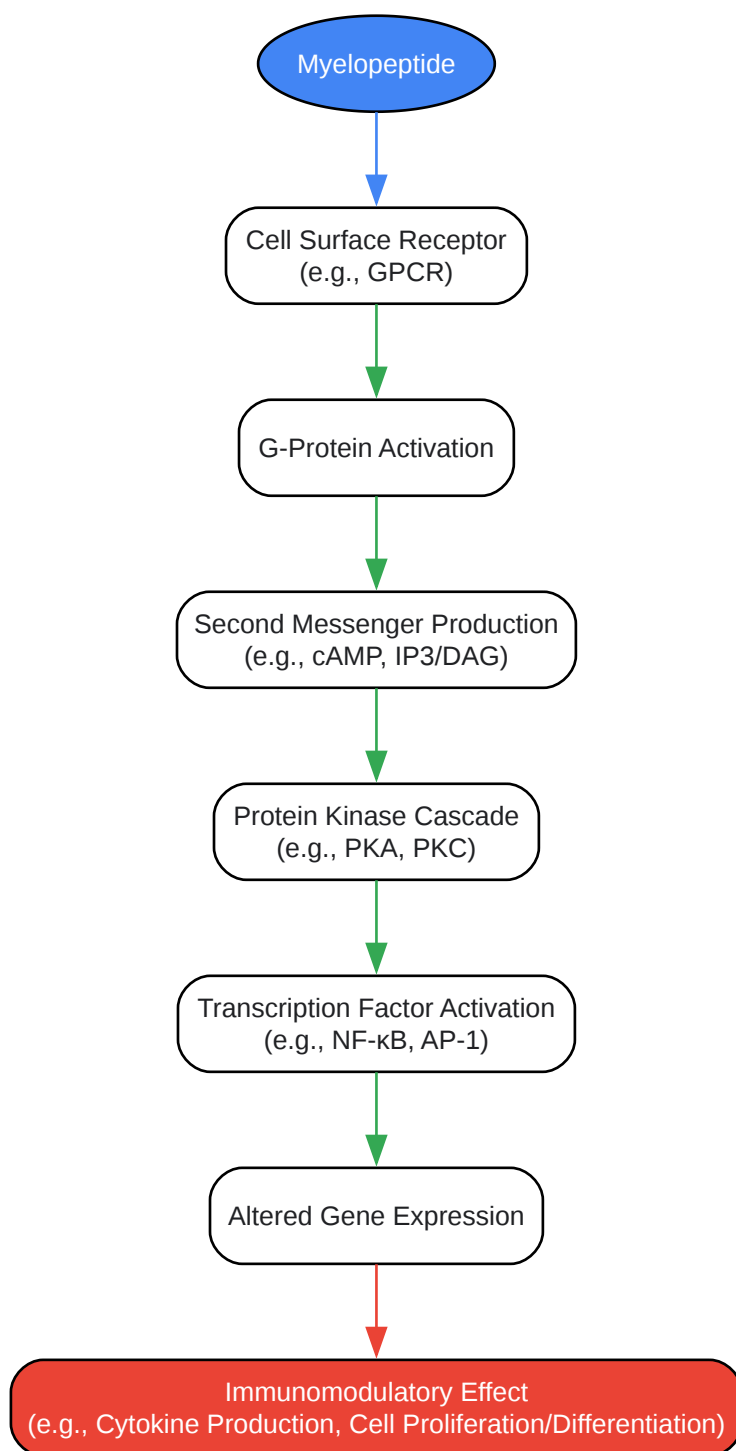 Myelopeptide
Cell Surface Receptor
(e.g., GPCR)
G-Protein Activation
Second Messenger Production
(e.g., cAMP, IP3/DAG)
Protein Kinase Cascade
(e.g., PKA, PKC)
Transcription Factor Activation
(e.g., NF-κB, AP-1)
Altered Gene Expression
Immunomodulatory Effect
(e.g., Cytokine Production, Cell Proliferation/Differentiation)